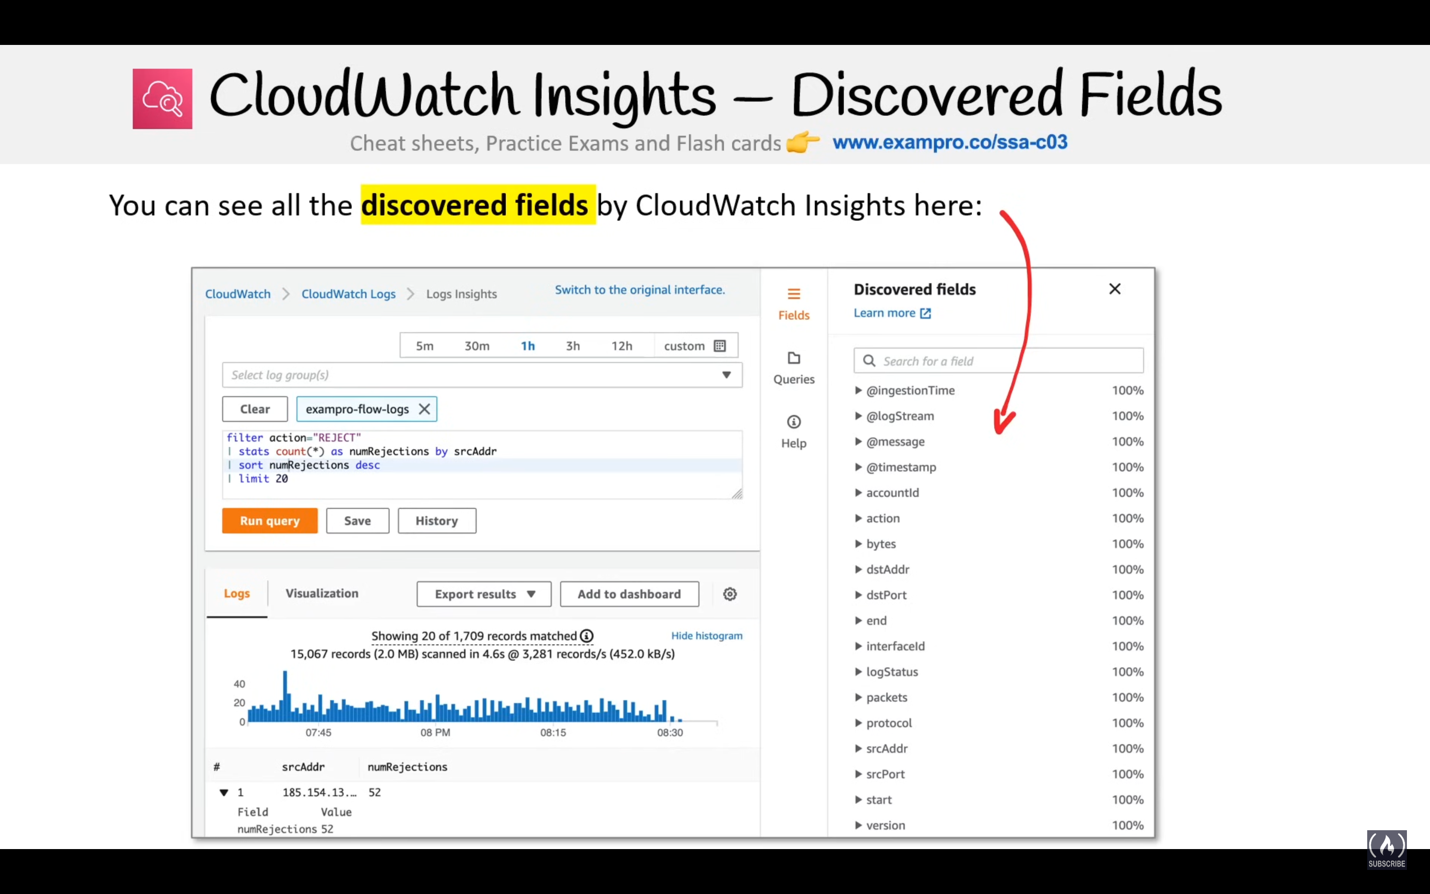 CloudWatch Insights – Discovered Fields
Cheat sheets, Practice Exams and Flash cards 👉 www.exampro.co/ssa-c03
You can see all the discovered fields by CloudWatch Insights here:
CloudWatch > CloudWatch Logs > Logs Insights
Switch to the original interface.
5m 30m 1h 3h 12h custom
Select log group(s)
Clear exampro-flow-logs X
filter action="REJECT"
| stats count(*) as numRejections by srcAddr
| sort numRejections desc
| limit 20
Run query Save History
Logs Visualization Export results ▼ Add to dashboard
Showing 20 of 1,709 records matched
Hide histogram
15,067 records (2.0 MB) scanned in 4.6s @ 3,281 records/s (452.0 kB/s)
40
20
0
07:45 08 PM 08:15 08:30
# srcAddr numRejections
▼ 1 185.154.13... 52
Field Value
numRejections 52
Fields
Queries
Help
Discovered fields
Learn more
Search for a field
@ingestionTime 100%
@logStream 100%
@message 100%
@timestamp 100%
accountId 100%
action 100%
bytes 100%
dstAddr 100%
dstPort 100%
end 100%
interfaceId 100%
logStatus 100%
packets 100%
protocol 100%
srcAddr 100%
srcPort 100%
start 100%
version 100%
SUBSCRIBE